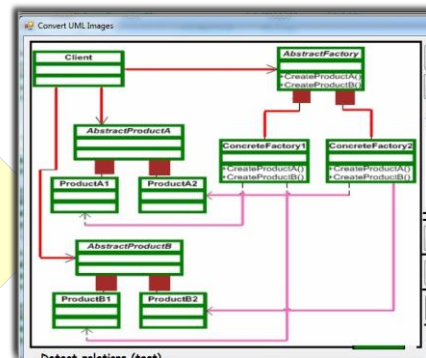 Convert UML Images
Client
AbstractFactory
+CreateProductA()
+CreateProductB()
AbstractProductA
ConcreteFactory1
+CreateProductA()
+CreateProductB()
ConcreteFactory2
+CreateProductA()
+CreateProductB()
ProductA1
ProductA2
AbstractProductB
ProductB1
ProductB2
Detect relations (test)